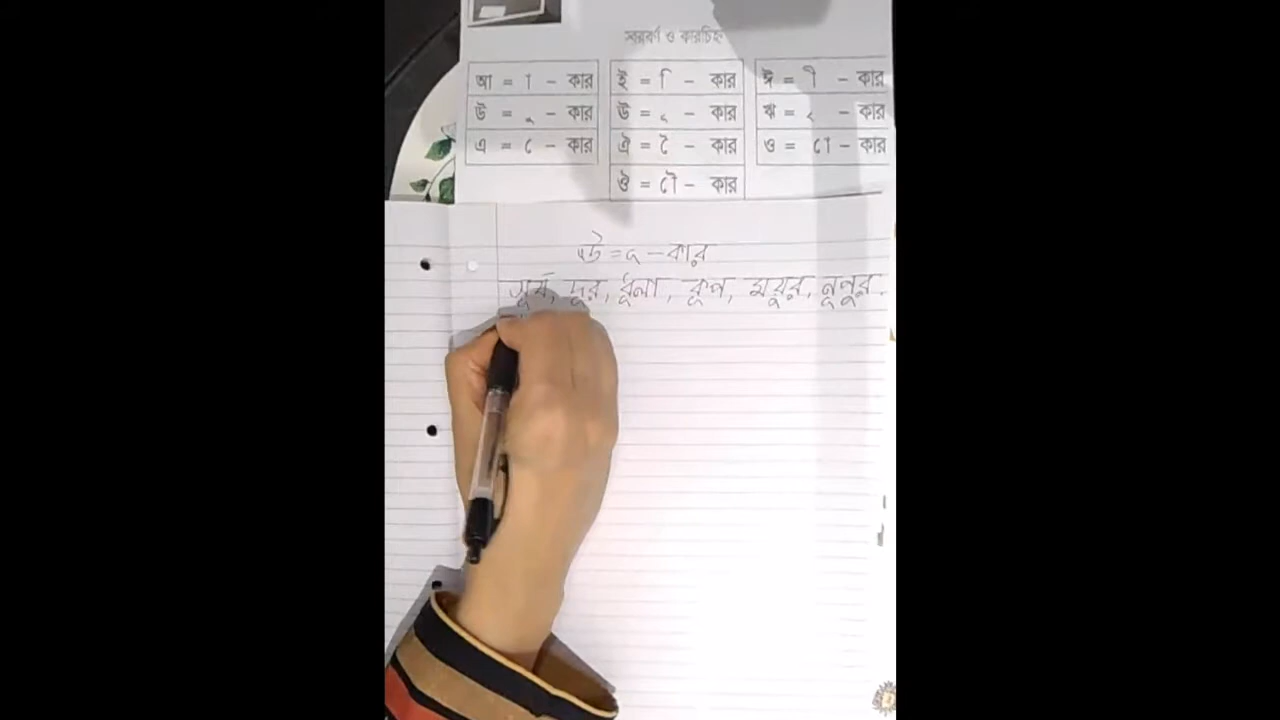 স্বরবর্ণ ও কারচিহ্ন
আ = া - কার ই = ি - কার ঈ = ী - কার
উ = ু - কার ঊ = ূ - কার ঋ = ৃ - কার
এ = ে - কার ঐ = ৈ - কার ও = ো - কার
ঔ = ৌ - কার
ঊ = ূ - কার
সূর্য, দূর, ধূলা, কূপ, ময়ূর, নূপুর,